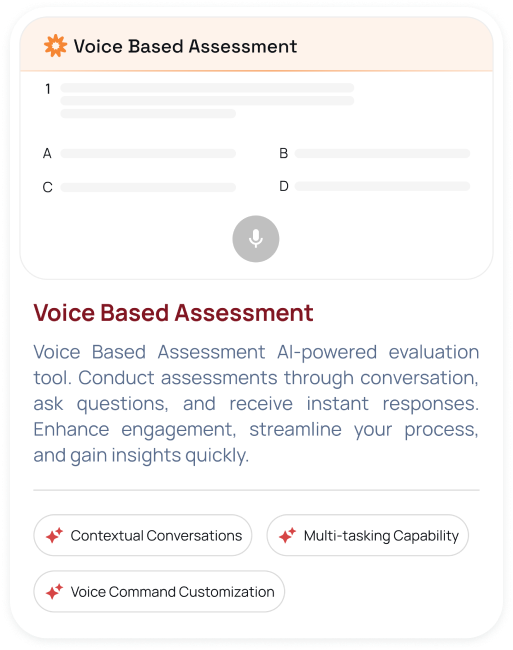 Voice Based Assessment
1
A B
C D
Voice Based Assessment
Voice Based Assessment AI-powered evaluation
tool. Conduct assessments through conversation,
ask questions, and receive instant responses.
Enhance engagement, streamline your process,
and gain insights quickly.
Contextual Conversations Multi-tasking Capability
Voice Command Customization